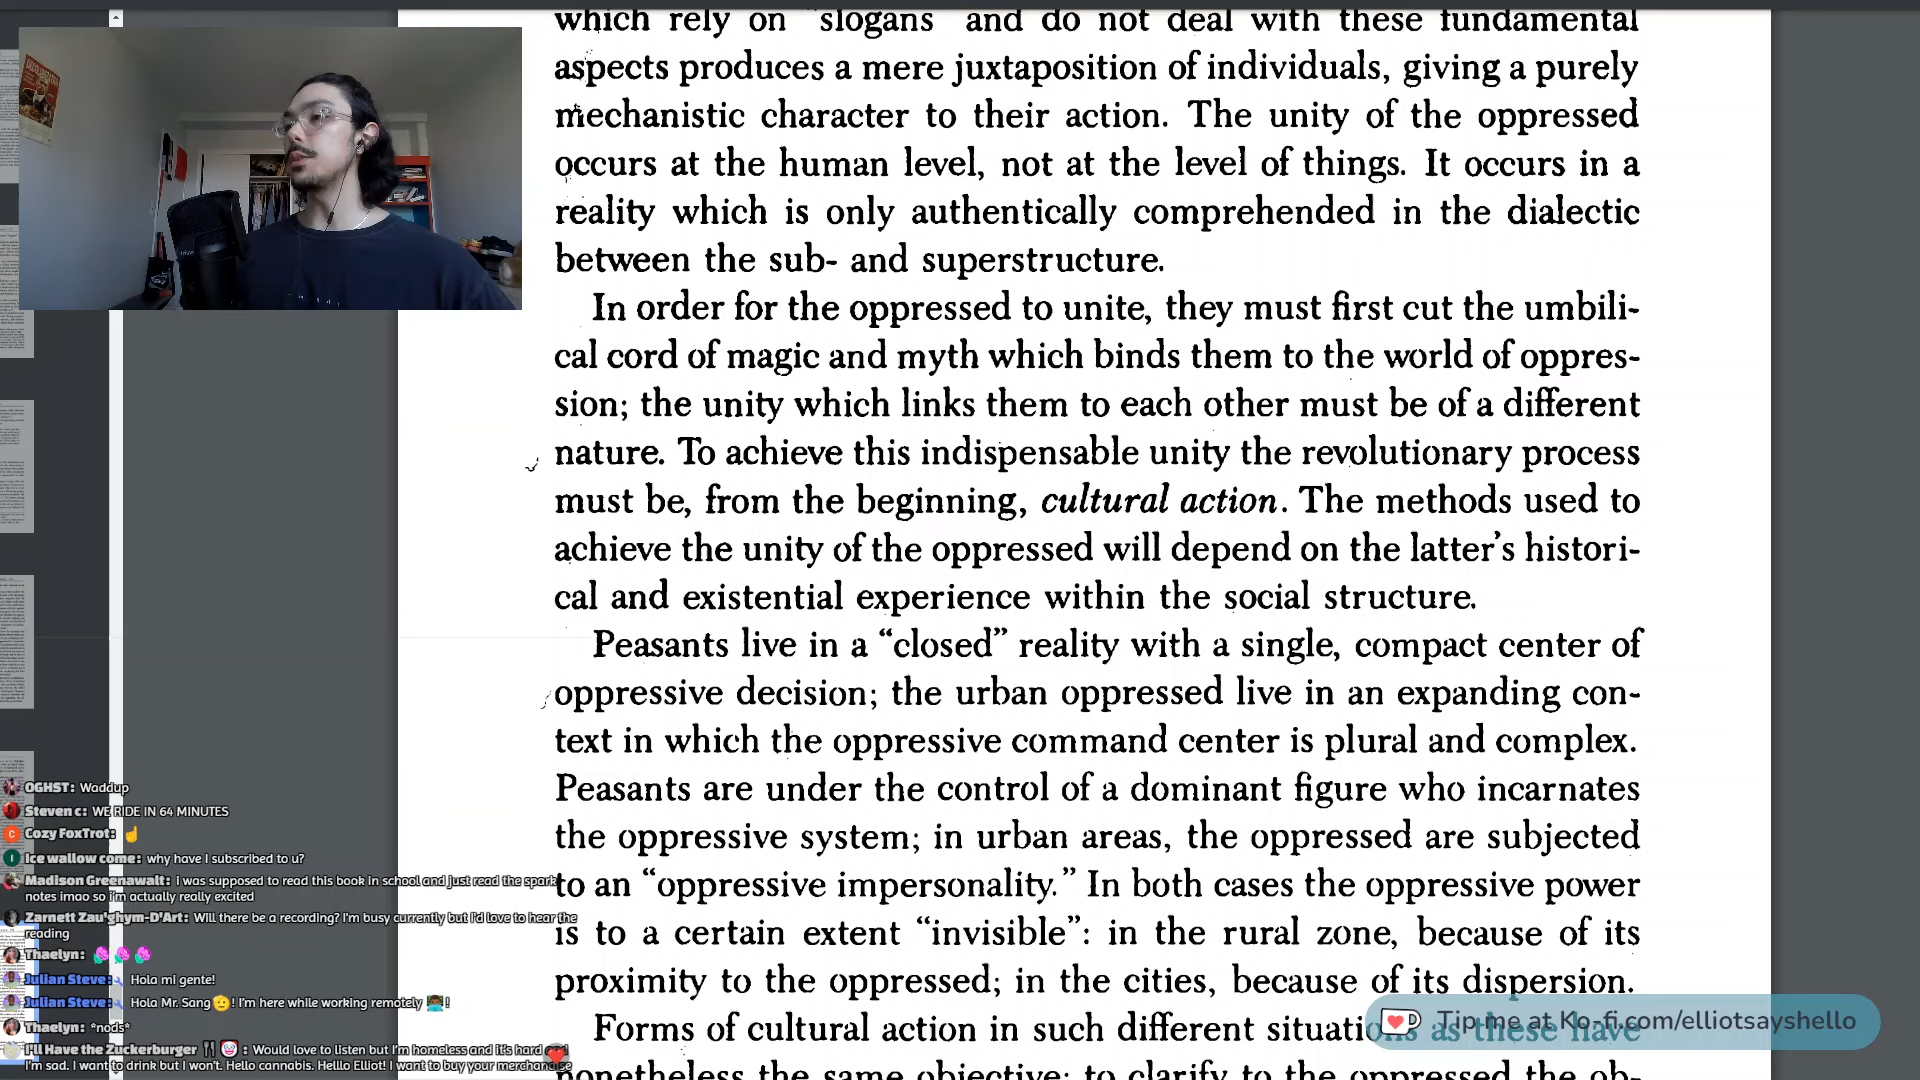 which rely on "slogans" and do not deal with these fundamental
aspects produces a mere juxtaposition of individuals, giving a purely
mechanistic character to their action. The unity of the oppressed
occurs at the human level, not at the level of things. It occurs in a
reality which is only authentically comprehended in the dialectic
between the sub- and superstructure.
In order for the oppressed to unite, they must first cut the umbili-
cal cord of magic and myth which binds them to the world of oppres-
sion; the unity which links them to each other must be of a different
nature. To achieve this indispensable unity the revolutionary process
must be, from the beginning, cultural action. The methods used to
achieve the unity of the oppressed will depend on the latter's histori-
cal and existential experience within the social structure.
Peasants live in a “closed” reality with a single, compact center of
oppressive decision; the urban oppressed live in an expanding con-
text in which the oppressive command center is plural and complex.
Peasants are under the control of a dominant figure who incarnates
the oppressive system; in urban areas, the oppressed are subjected
to an “oppressive impersonality.” In both cases the oppressive power
is to a certain extent “invisible”: in the rural zone, because of its
proximity to the oppressed; in the cities, because of its dispersion.
Forms of cultural action in such different situations as these have
nonetheless the same objective: to clarify to the oppressed the ob-
OGHST: Waddup
Steven c: WE RIDE IN 64 MINUTES
Cozy FoxTrot: ☝
Ice wallow come: why have I subscribed to u?
Madison Greenawalt: i was supposed to read this book in school and just read the spark
notes lmao so i'm actually really excited
Zarnett Zau'ghym-D'Art: Will there be a recording? I'm busy currently but I'd love to hear the
reading
Thaelyn:
Julian Steve: Hola mi gente!
Julian Steve: Hola Mr. Sang! I'm here while working remotely !
Thaelyn: *nods*
I'll Have the Zuckerburger : Would love to listen but I'm homeless and it's hard
I'm sad. I want to drink but I won't. Hello cannabis. Helllo Elliot! I want to buy your merchandise
Tip me at Ko-fi.com/elliotsayshello